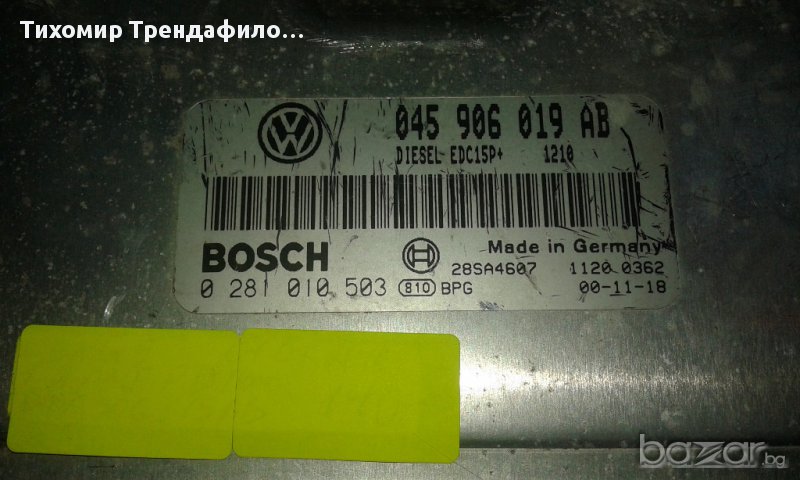 Тихомир Трендафило...
045 906 019 AB
DIESEL EDC15P+ 1210
BOSCH
Made in Germany
28SA4607 1120 0362
0 281 010 503 810 BPG 00-11-18
bazar.bg